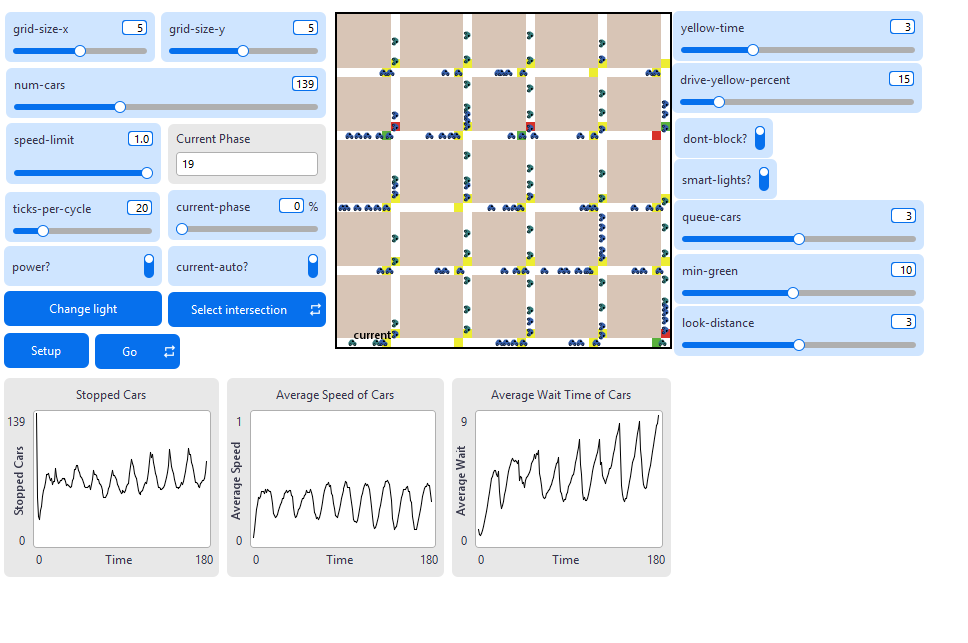 grid-size-x 5
grid-size-y 5
num-cars 139
speed-limit 1.0
Current Phase
19
ticks-per-cycle 20
current-phase 0 %
power?
current-auto?
Change light
Select intersection
Setup
Go
current
yellow-time 3
drive-yellow-percent 15
dont-block?
smart-lights?
queue-cars 3
min-green 10
look-distance 3
Stopped Cars
139
Stopped Cars
0
0 Time 180
Average Speed of Cars
1
Average Speed
0
0 Time 180
Average Wait Time of Cars
9
Average Wait
0
0 Time 180